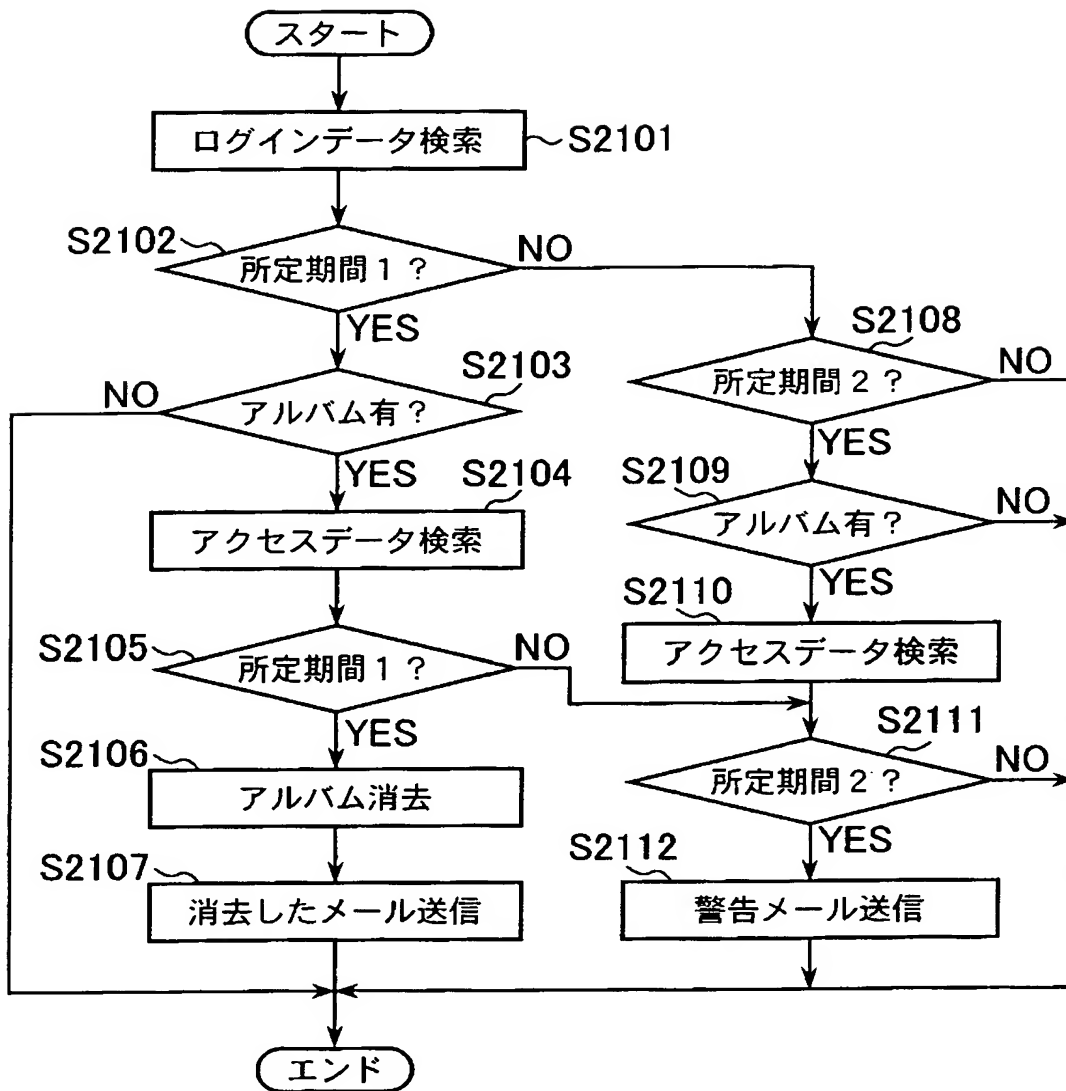 スタート
ログインデータ検索
S2101
S2102
所定期間1?
NO
YES
S2103
NO
アルバム有?
YES
S2104
アクセスデータ検索
S2105
所定期間1?
NO
YES
S2106
アルバム消去
S2107
消去したメール送信
S2108
所定期間2?
NO
YES
S2109
アルバム有?
NO
YES
S2110
アクセスデータ検索
S2111
所定期間2?
NO
YES
S2112
警告メール送信
エンド